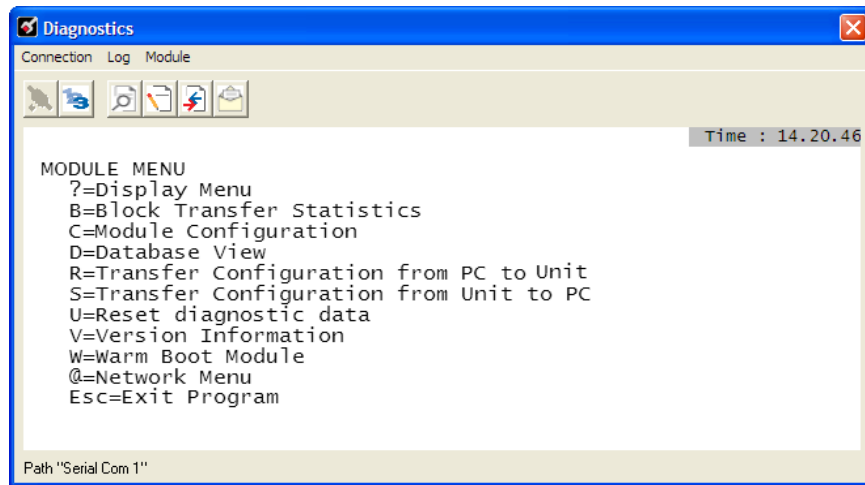 Diagnostics
Connection Log Module
Time : 14.20.46
MODULE MENU
?=Display Menu
B=Block Transfer Statistics
C=Module Configuration
D=Database View
R=Transfer Configuration from PC to Unit
S=Transfer Configuration from Unit to PC
U=Reset diagnostic data
V=Version Information
W=Warm Boot Module
@=Network Menu
Esc=Exit Program
Path "Serial Com 1"